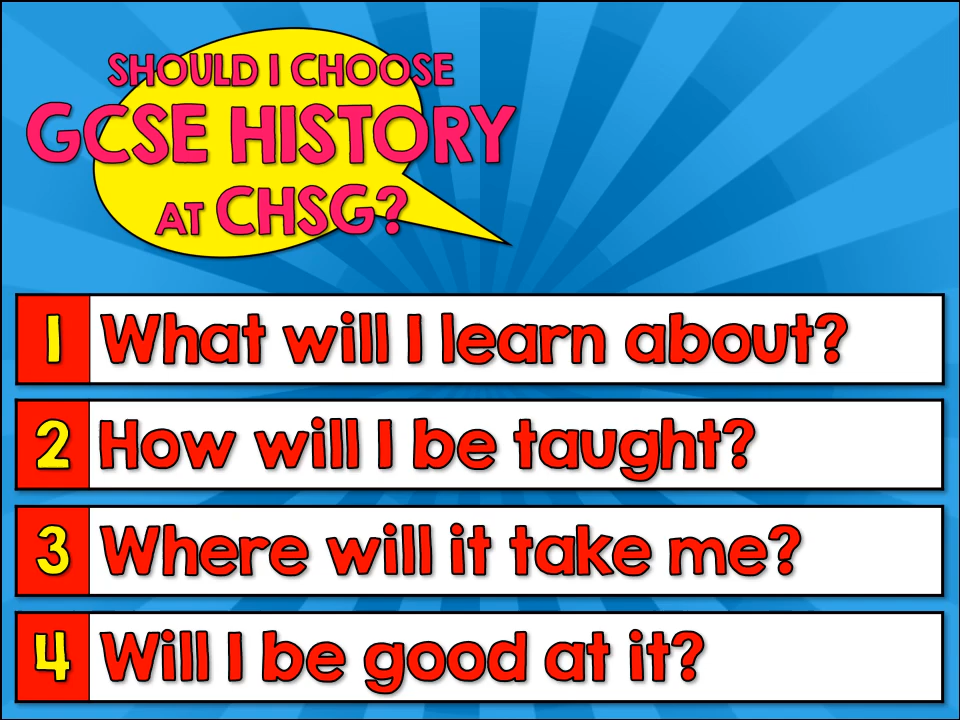 SHOULD I CHOOSE
GCSE HISTORY
AT CHSG?
1 What will I learn about?
2 How will I be taught?
3 Where will it take me?
4 Will I be good at it?